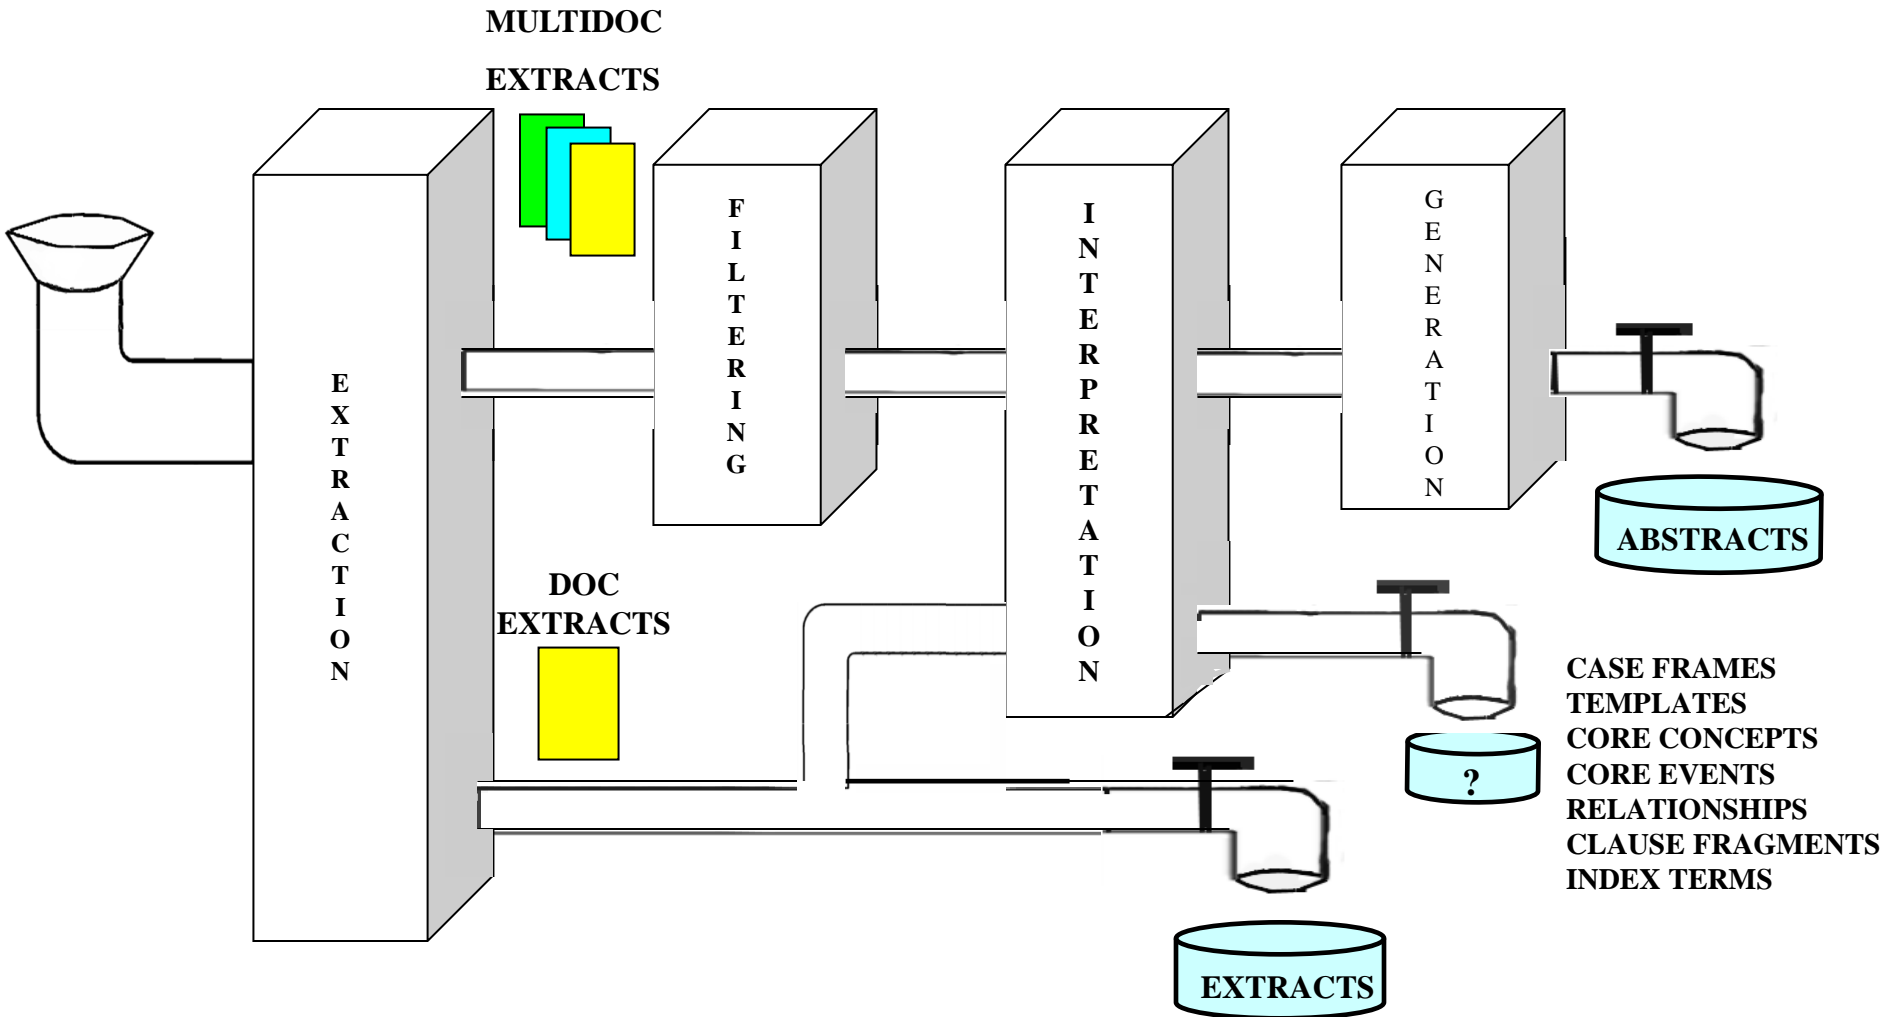 MULTIDOC
EXTRACTS
EXTRACTION
FILTERING
INTERPRETATION
GENERATION
ABSTRACTS
DOC
EXTRACTS
CASE FRAMES
TEMPLATES
CORE CONCEPTS
CORE EVENTS
RELATIONSHIPS
CLAUSE FRAGMENTS
INDEX TERMS
?
EXTRACTS